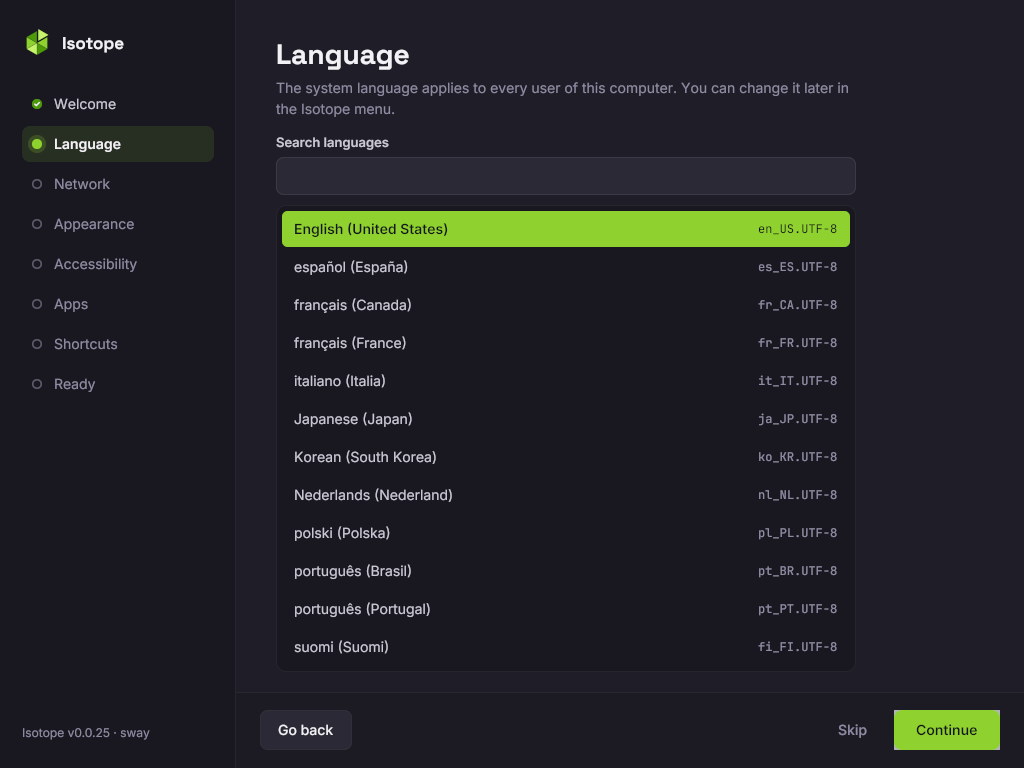 Isotope
Welcome
Language
Network
Appearance
Accessibility
Apps
Shortcuts
Ready
Isotope v0.0.25 · sway
Language
The system language applies to every user of this computer. You can change it later in
the Isotope menu.
Search languages
English (United States) en_US.UTF-8
español (España) es_ES.UTF-8
français (Canada) fr_CA.UTF-8
français (France) fr_FR.UTF-8
italiano (Italia) it_IT.UTF-8
Japanese (Japan) ja_JP.UTF-8
Korean (South Korea) ko_KR.UTF-8
Nederlands (Nederland) nl_NL.UTF-8
polski (Polska) pl_PL.UTF-8
português (Brasil) pt_BR.UTF-8
português (Portugal) pt_PT.UTF-8
suomi (Suomi) fi_FI.UTF-8
Go back
Skip
Continue